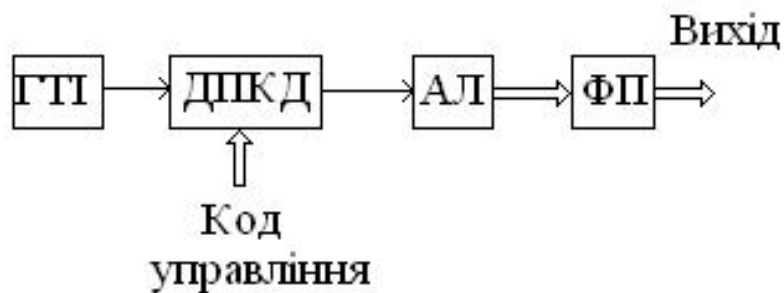 Вихід
ГТІ
ДПКД
АЛ
ФП
Код
управління